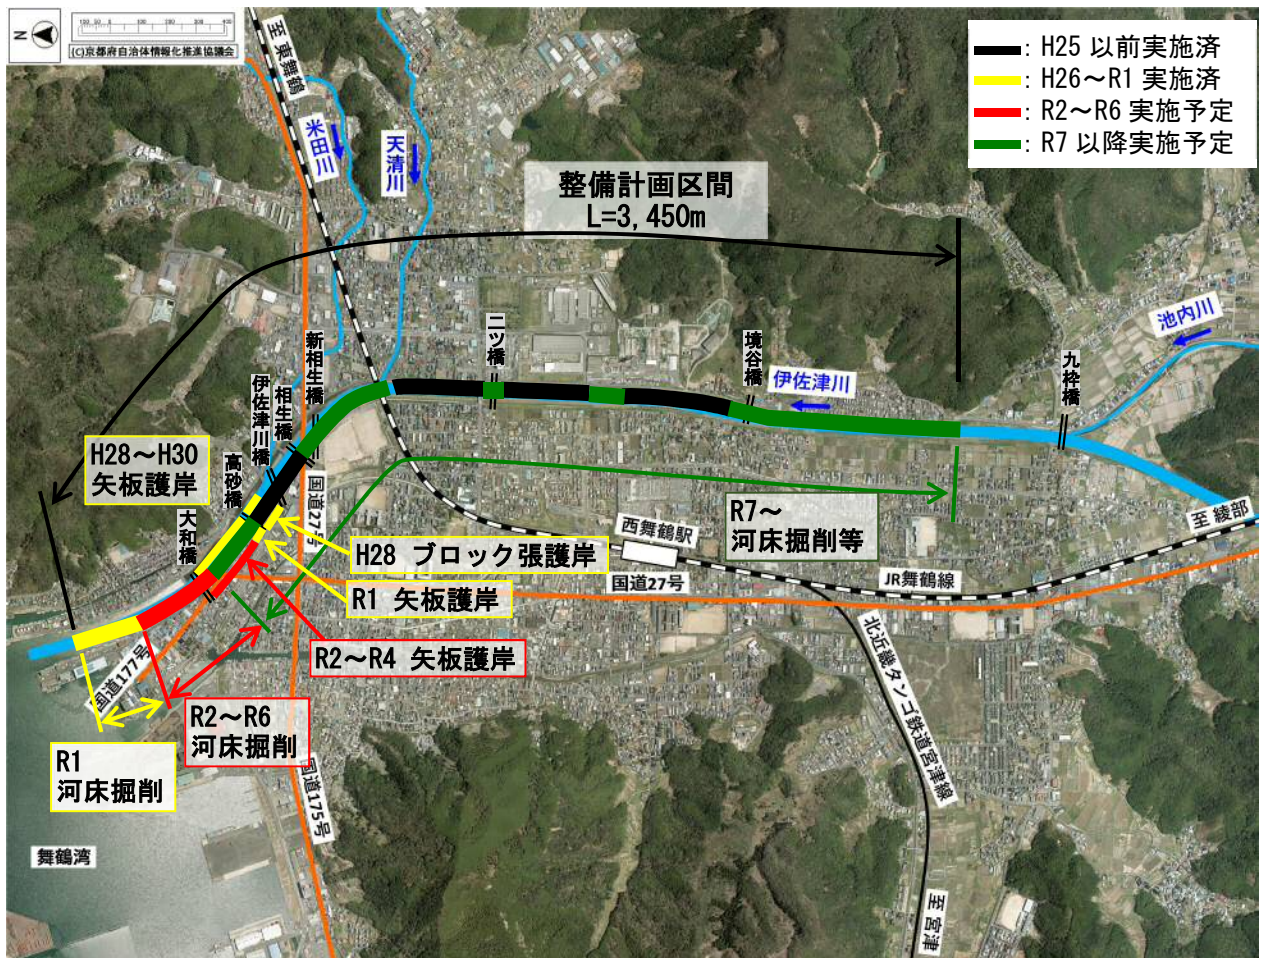 N
150 50 0 100 200 300 400
(C)京都府自治体情報化推進協議会
至 東舞鶴
米田川
天清川
: H25 以前実施済
: H26～R1 実施済
: R2～R6 実施予定
: R7 以降実施予定
整備計画区間
L=3,450m
池内川
九枠橋
境谷橋
伊佐津川
二ツ橋
新相生橋
相生橋
伊佐津川橋
高砂橋
大和橋
H28～H30
矢板護岸
国道27号
H28 ブロック張護岸
R1 矢板護岸
R2～R4 矢板護岸
R7～
河床掘削等
西舞鶴駅
国道27号
JR舞鶴線
至 綾部
国道177号
R2～R6
河床掘削
R1
河床掘削
国道175号
北近畿タンゴ鉄道宮津線
至 宮津
舞鶴湾